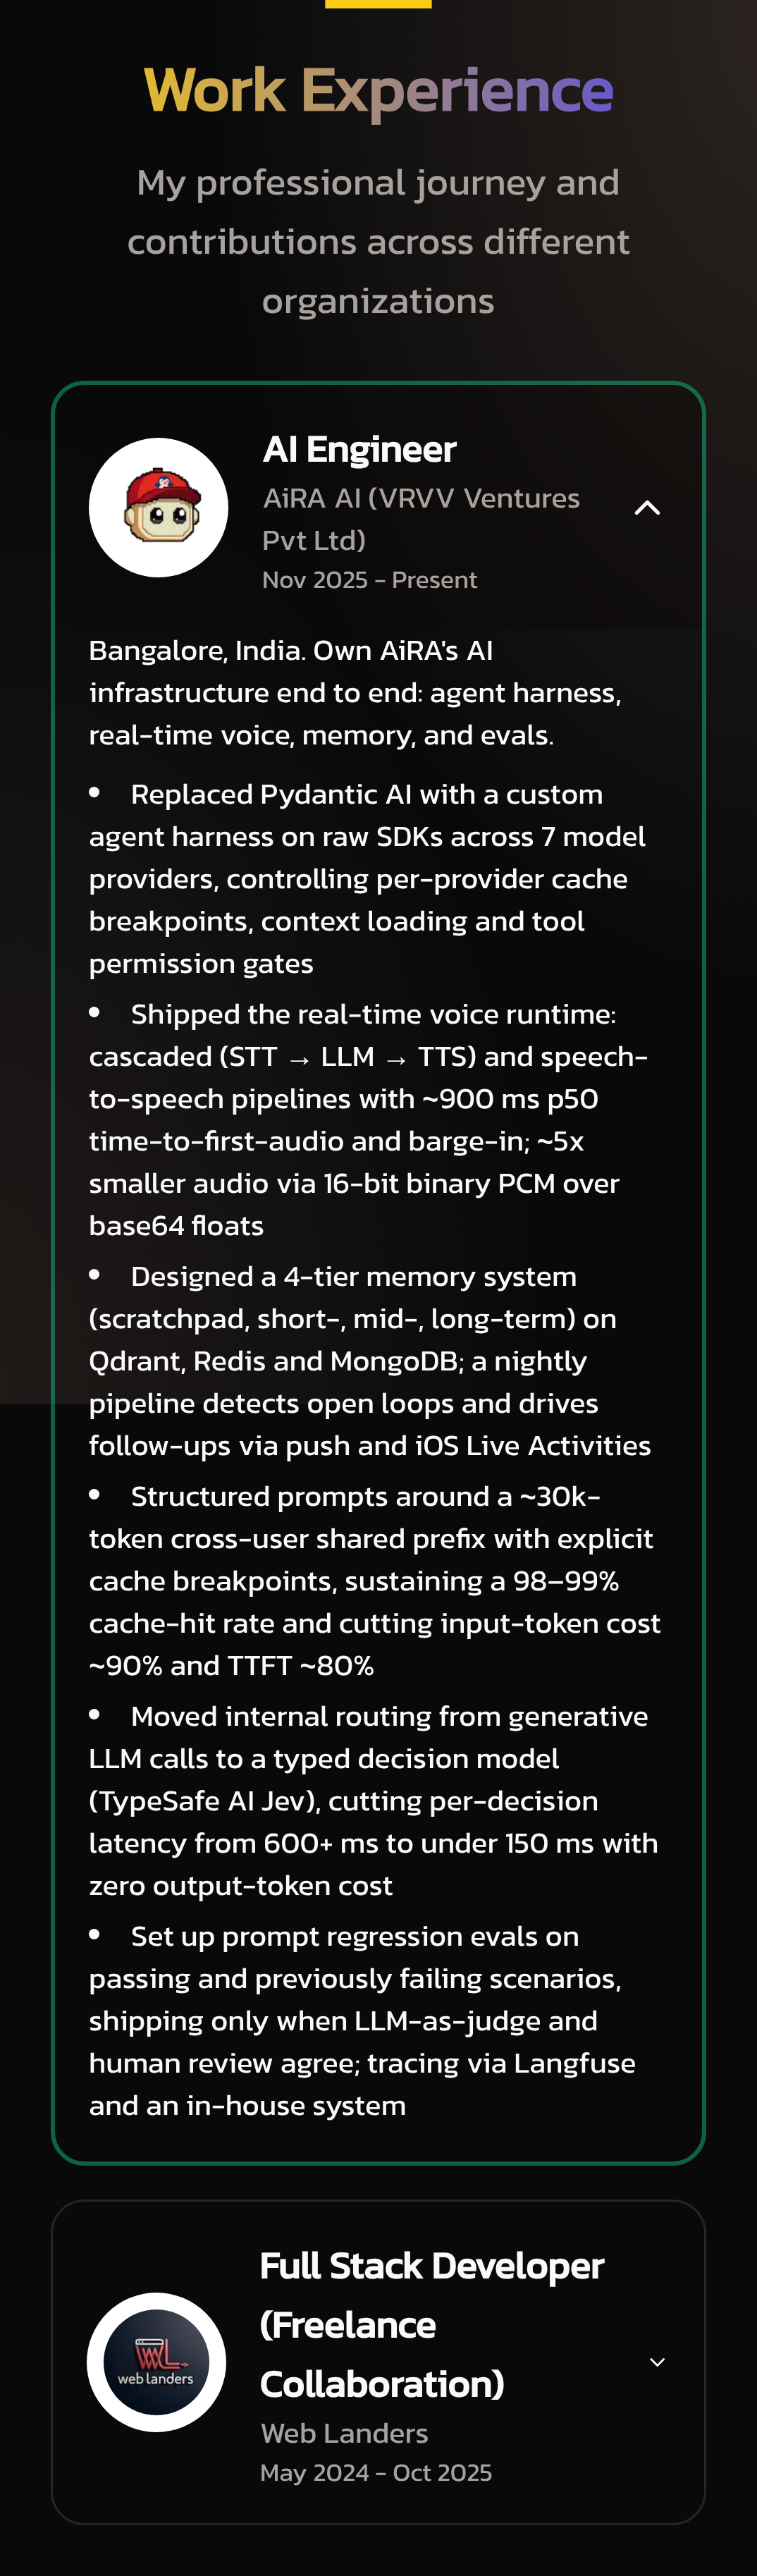 Work Experience
My professional journey and
contributions across different
organizations
AI Engineer
AiRA AI (VRVV Ventures
Pvt Ltd)
Nov 2025 - Present
Bangalore, India. Own AiRA's AI
infrastructure end to end: agent harness,
real-time voice, memory, and evals.
• Replaced Pydantic AI with a custom
agent harness on raw SDKs across 7 model
providers, controlling per-provider cache
breakpoints, context loading and tool
permission gates
• Shipped the real-time voice runtime:
cascaded (STT → LLM → TTS) and speech-
to-speech pipelines with ~900 ms p50
time-to-first-audio and barge-in; ~5x
smaller audio via 16-bit binary PCM over
base64 floats
• Designed a 4-tier memory system
(scratchpad, short-, mid-, long-term) on
Qdrant, Redis and MongoDB; a nightly
pipeline detects open loops and drives
follow-ups via push and iOS Live Activities
• Structured prompts around a ~30k-
token cross-user shared prefix with explicit
cache breakpoints, sustaining a 98–99%
cache-hit rate and cutting input-token cost
~90% and TTFT ~80%
• Moved internal routing from generative
LLM calls to a typed decision model
(TypeSafe AI Jev), cutting per-decision
latency from 600+ ms to under 150 ms with
zero output-token cost
• Set up prompt regression evals on
passing and previously failing scenarios,
shipping only when LLM-as-judge and
human review agree; tracing via Langfuse
and an in-house system
Full Stack Developer
(Freelance
Collaboration)
web landers
Web Landers
May 2024 - Oct 2025